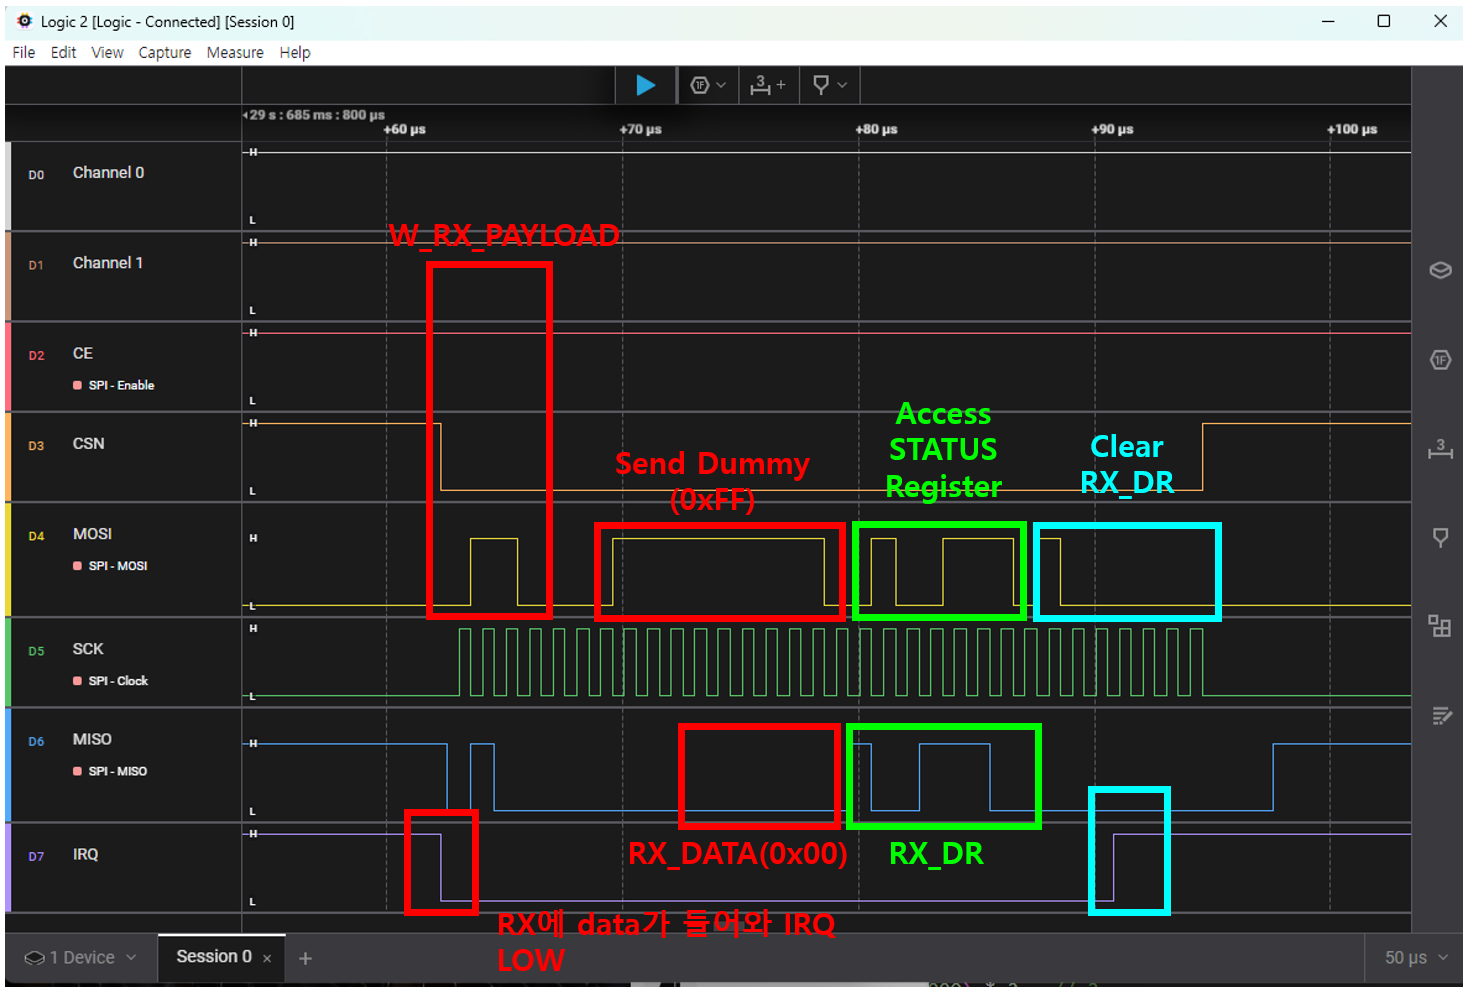 Logic 2 [Logic - Connected] [Session 0]
File Edit View Capture Measure Help
29 s : 685 ms : 800 µs
+60 µs +70 µs +80 µs +90 µs +100 µs
D0 Channel 0
H
L
W_RX_PAYLOAD
D1 Channel 1
H
L
D2 CE
SPI - Enable
H
L
D3 CSN
H
L
Access
STATUS
Register
Clear
RX_DR
Send Dummy
(0xFF)
D4 MOSI
SPI - MOSI
H
L
D5 SCK
SPI - Clock
H
L
D6 MISO
SPI - MISO
H
L
D7 IRQ
H
L
RX_DATA(0x00)
RX_DR
RX에 data가 들어와 IRQ
LOW
1 Device
Session 0
50 µs